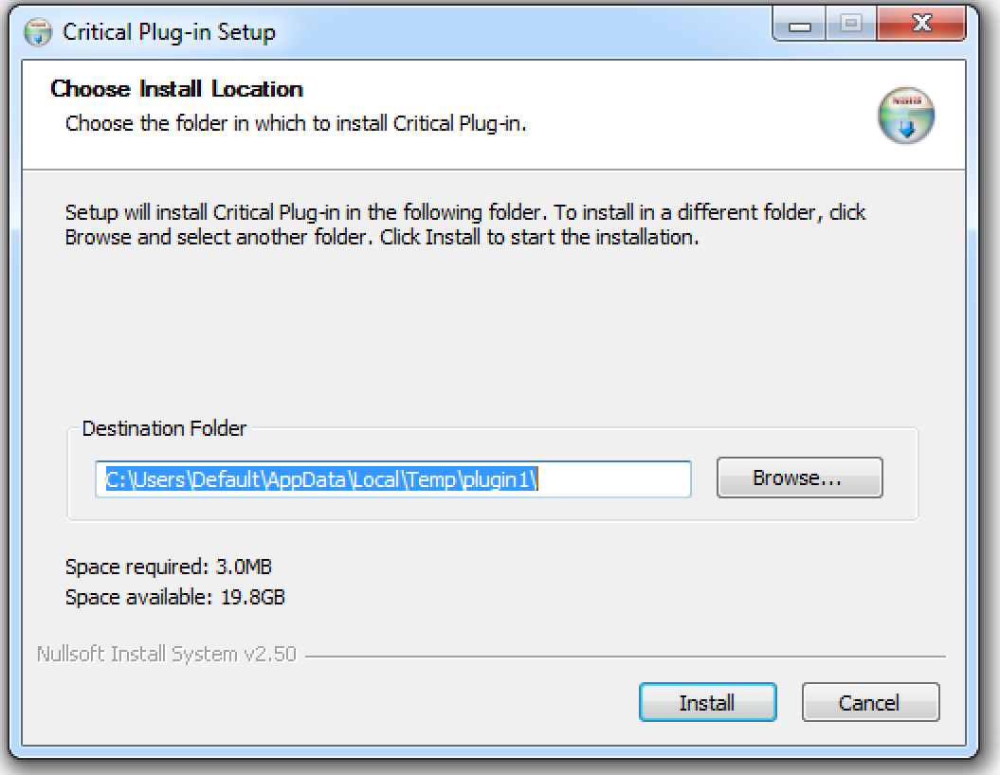 Critical Plug-in Setup
Choose Install Location
Choose the folder in which to install Critical Plug-in.
NSIS
Setup will install Critical Plug-in in the following folder. To install in a different folder, click
Browse and select another folder. Click Install to start the installation.
Destination Folder
C:\Users\Default\AppData\Local\Temp\plugin1\
Browse...
Space required: 3.0MB
Space available: 19.8GB
Nullsoft Install System v2.50
Install
Cancel